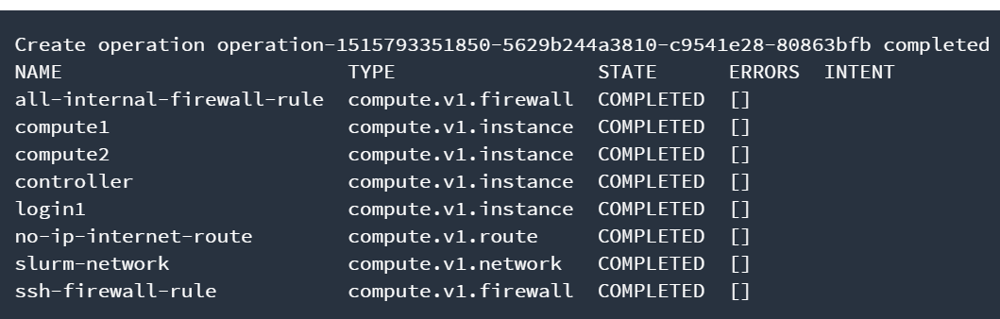 Create operation operation-1515793351850-5629b244a3810-c9541e28-80863bfb completed
NAME TYPE STATE ERRORS INTENT
all-internal-firewall-rule compute.v1.firewall COMPLETED []
compute1 compute.v1.instance COMPLETED []
compute2 compute.v1.instance COMPLETED []
controller compute.v1.instance COMPLETED []
login1 compute.v1.instance COMPLETED []
no-ip-internet-route compute.v1.route COMPLETED []
slurm-network compute.v1.network COMPLETED []
ssh-firewall-rule compute.v1.firewall COMPLETED []